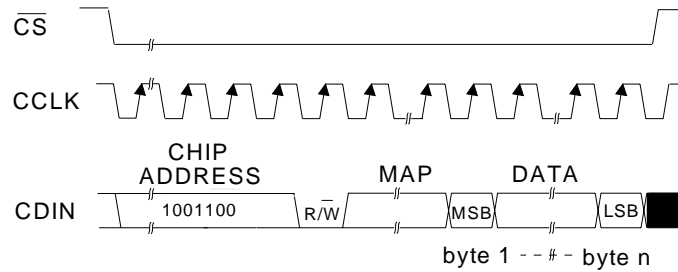 CS
CCLK
CHIP
ADDRESS
MAP
DATA
CDIN
1001100
R/W
MSB
LSB
byte 1
byte n